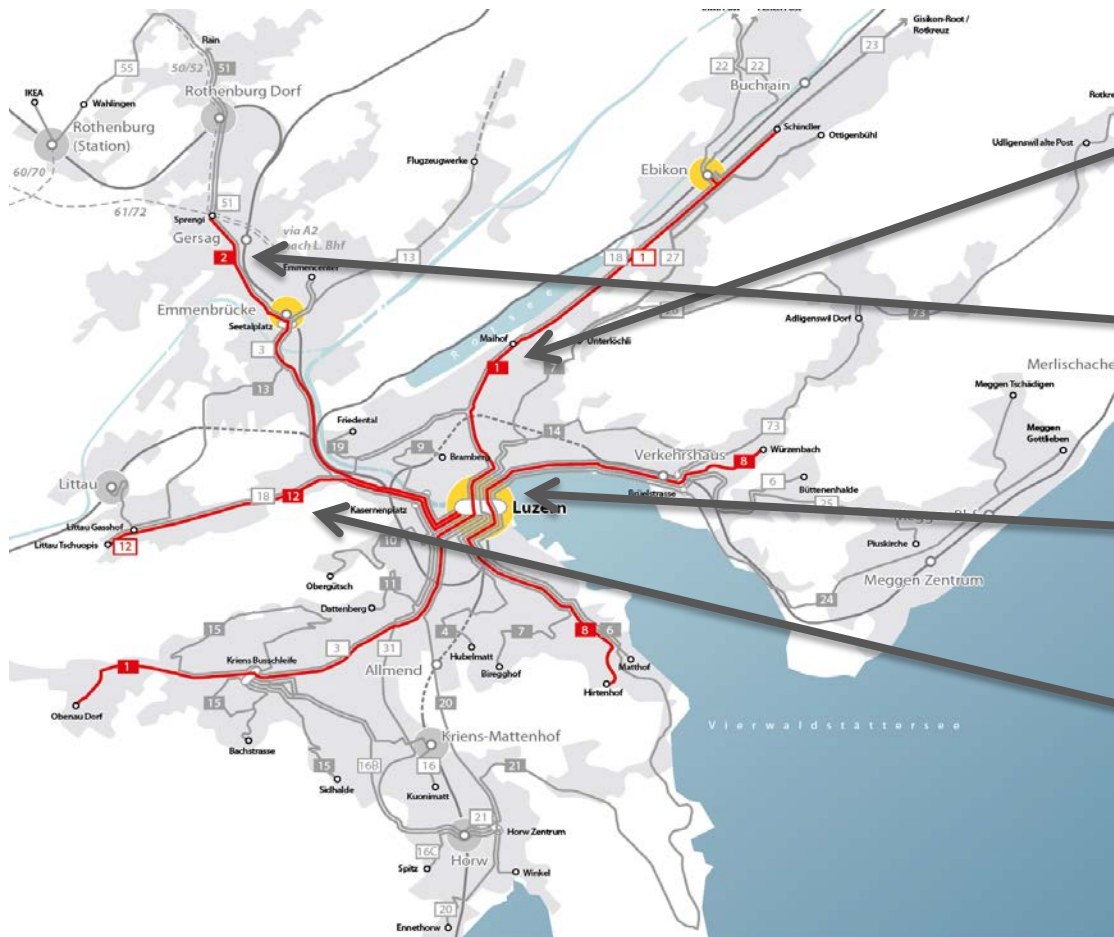 Gisikon-Root /
Rotkreuz
Rain
50/52
51
55
22
22
23
Buchrain
IKEA
Wahlingen
Rothenburg Dorf
Rothenburg
(Station)
Schindler
Ottigenbühl
Flugzeugwerke
Udligenswil alte Post
Ebikon
60/70
61/72
51
Sprengi
Gersag
via A2
nach L. Bhf
Emmencenter
2
13
18
1
27
Rotsee
Emmenbrücke
Seetalplatz
Adligenswil Dorf
73
Maihof
Unterlöchli
3
1
7
Merlischache
Meggen Tschädigen
13
Friedental
14
Meggen
Gottlieben
19
9
Bramberg
73
Verkehrshaus
Würzenbach
8
Littau
18
12
6
Büttenenhalde
Brüelstrasse
25
Kasernenplatz
Luzern
Littau Gasshof
Littau Tschuopis
12
10
Piuskirche
Meggen Zentrum
Obergütsch
11
Dattenberg
24
15
3
31
4
7
8
6
Kriens Busschleife
Allmend
Hubelmatt
Biregghof
Matthof
1
Hirtenhof
15
20
Obenau Dorf
Vierwaldstättersee
Bachstrasse
Kriens-Mattenhof
15
16B
16
21
Sidhalde
Kuonimatt
21
Horw Zentrum
Horw
16C
Spitz
Winkel
20
Ennethorw